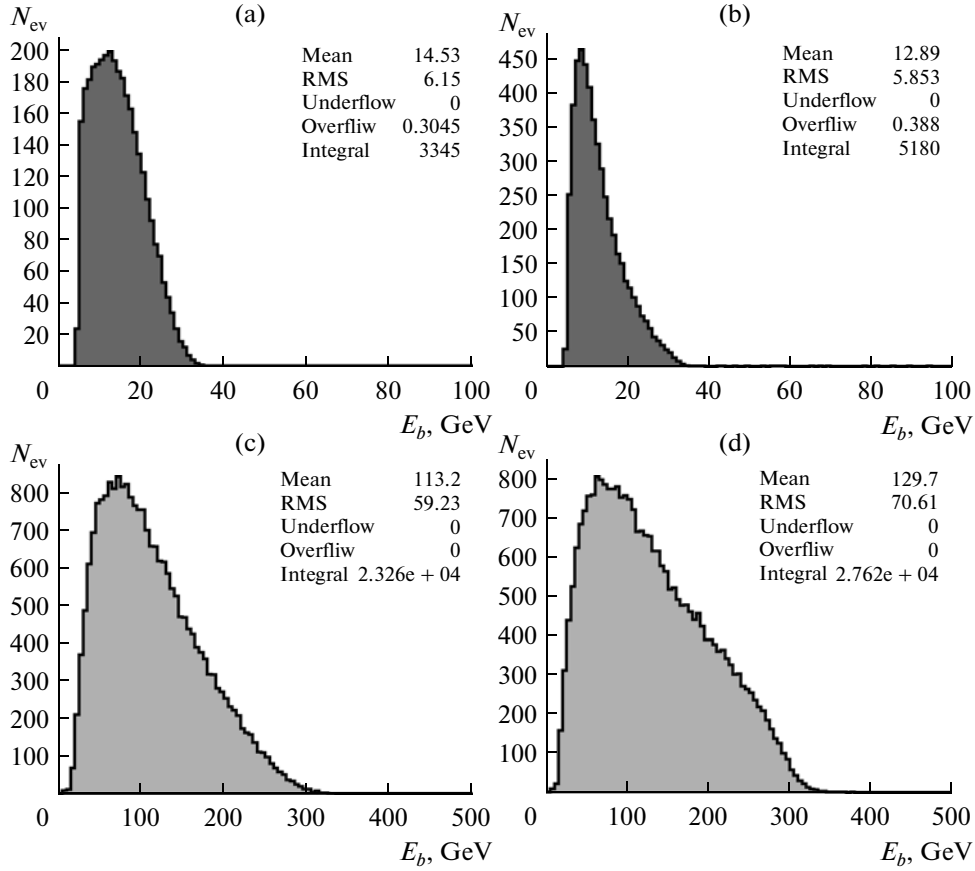 (a)
N_ev
200
180
160
140
120
100
80
60
40
20
0 20 40 60 80 100
E_b, GeV
Mean 14.53
RMS 6.15
Underflow 0
Overfliw 0.3045
Integral 3345
(b)
N_ev
450
400
350
300
250
200
150
100
50
0 20 40 60 80 100
E_b, GeV
Mean 12.89
RMS 5.853
Underflow 0
Overfliw 0.388
Integral 5180
(c)
N_ev
800
700
600
500
400
300
200
100
0 100 200 300 400 500
E_b, GeV
Mean 113.2
RMS 59.23
Underflow 0
Overfliw 0
Integral 2.326e + 04
(d)
N_ev
800
700
600
500
400
300
200
100
0 100 200 300 400 500
E_b, GeV
Mean 129.7
RMS 70.61
Underflow 0
Overfliw 0
Integral 2.762e + 04